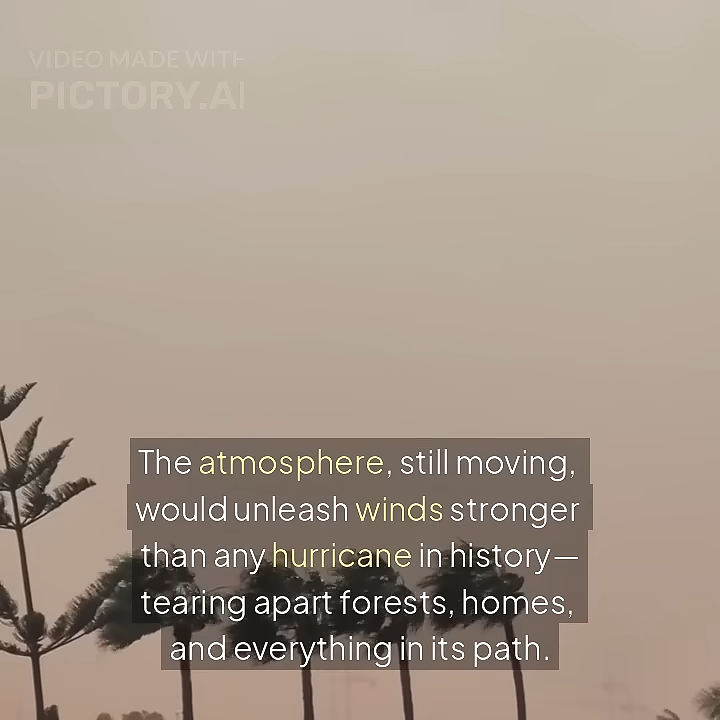 VIDEO MADE WITH
PICTORY.AI
The atmosphere, still moving,
would unleash winds stronger
than any hurricane in history—
tearing apart forests, homes,
and everything in its path.